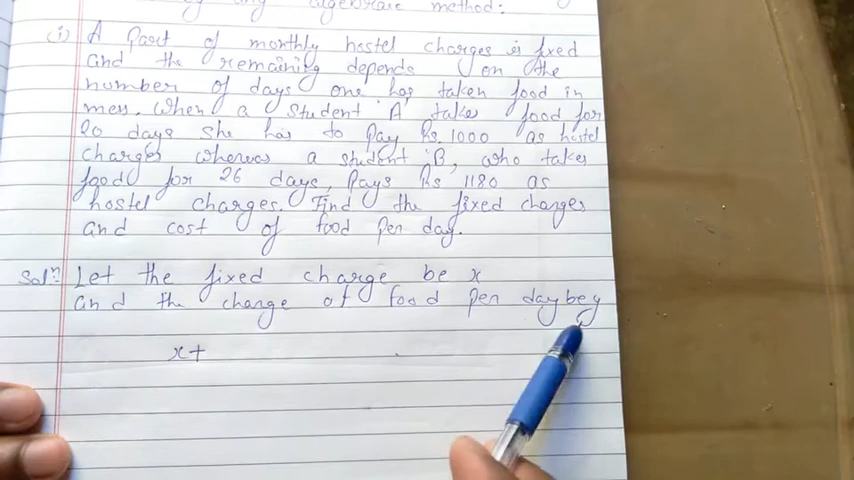 by any algebraic method:
(i) A Part of monthly hostel charges is fixed
and the remaining depends on the
number of days one has taken food in
mess. When a student 'A' takes food for
20 days she has to pay Rs. 1000 as hostel
charges whereas a student 'B', who takes
food for 26 days, Pays Rs 1180 as
hostel charges. Find the fixed charges
and cost of food per day.
Solⁿ: Let the fixed charge be x
and the charge of food per day be y
x+